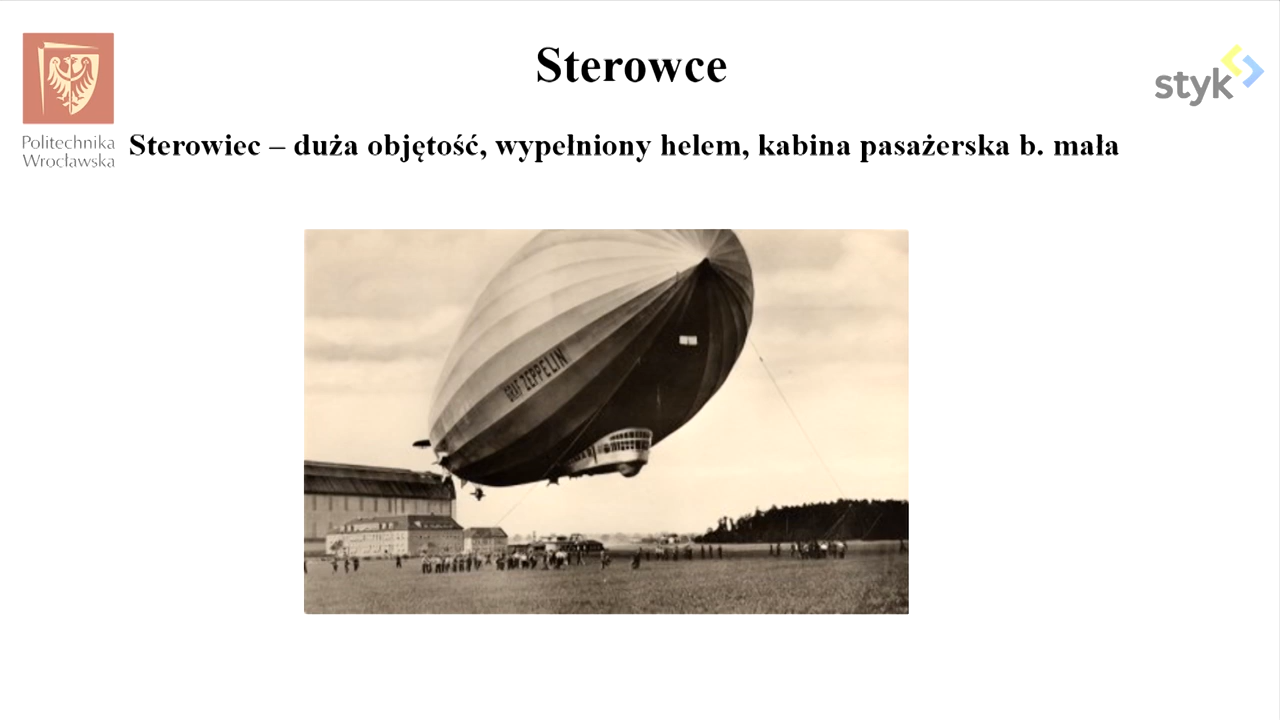 Sterowce
styk
Politechnika
Wrocławska
Sterowiec – duża objętość, wypełniony helem, kabina pasażerska b. mała
GRAF ZEPPELIN